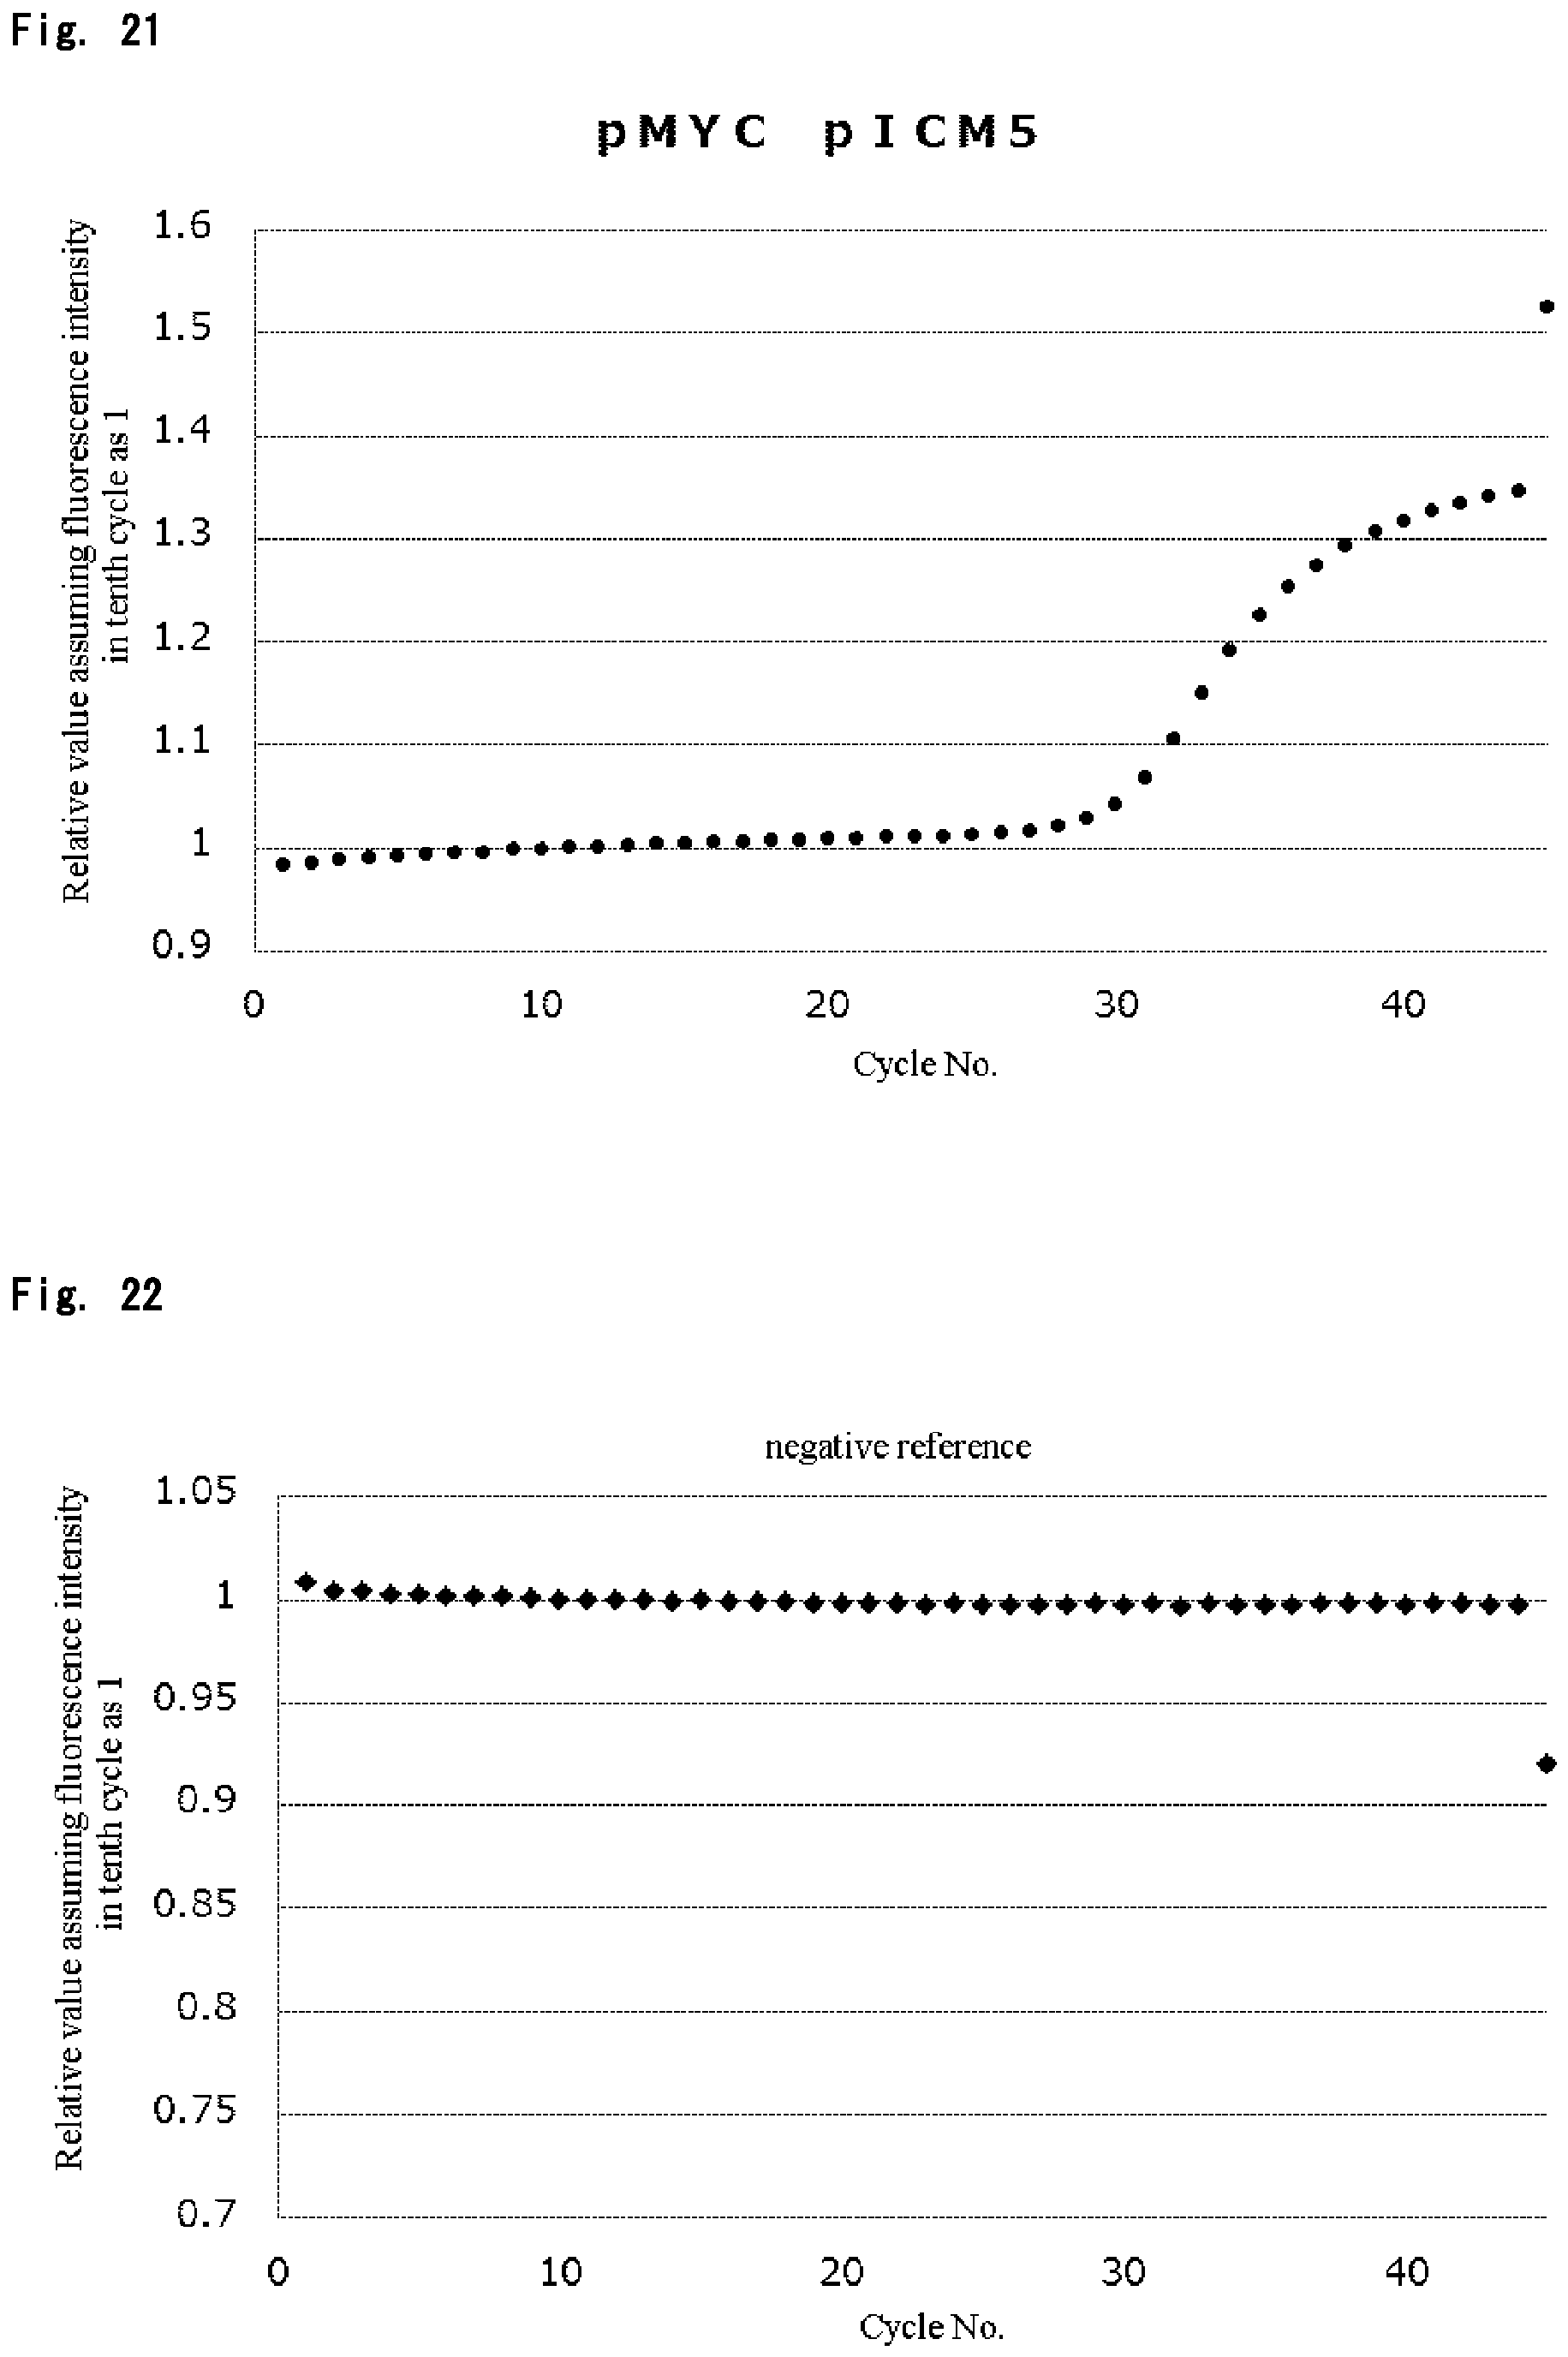 Fig. 21
pMYC pICM5
Relative value assuming fluorescence intensity
in tenth cycle as 1
1.6
1.5
1.4
1.3
1.2
1.1
1
0.9
0 10 20 30 40
Cycle No.
Fig. 22
negative reference
Relative value assuming fluorescence intensity
in tenth cycle as 1
1.05
1
0.95
0.9
0.85
0.8
0.75
0.7
0 10 20 30 40
Cycle No.